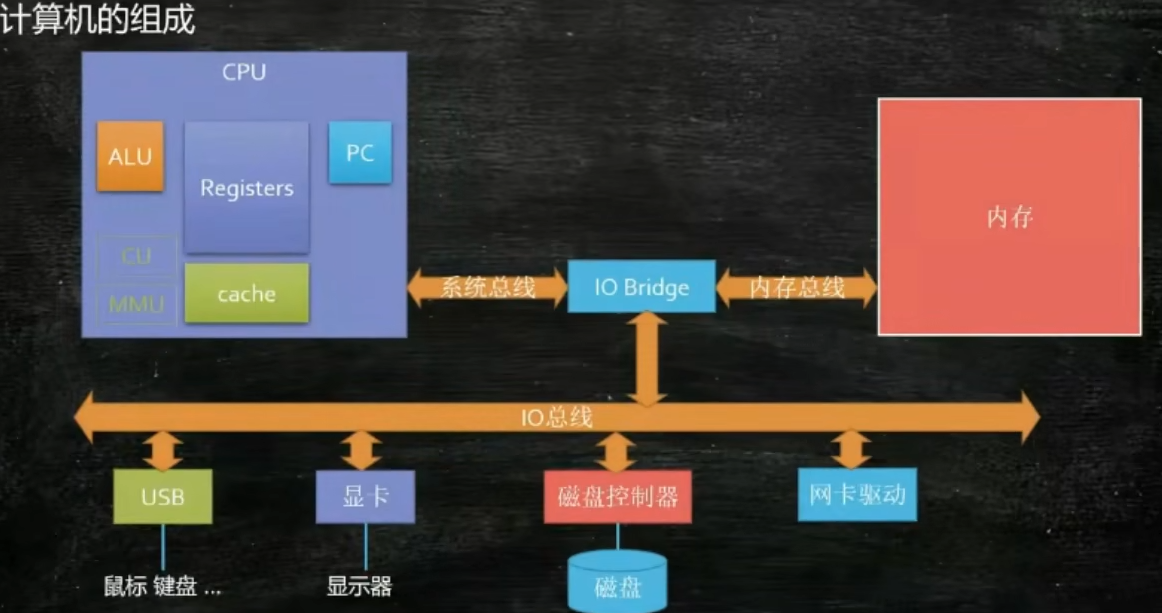 计算机的组成
CPU
ALU
Registers
PC
CU
MMU
cache
系统总线
IO Bridge
内存总线
内存
IO总线
USB
显卡
磁盘控制器
网卡驱动
鼠标 键盘 ...
显示器
磁盘